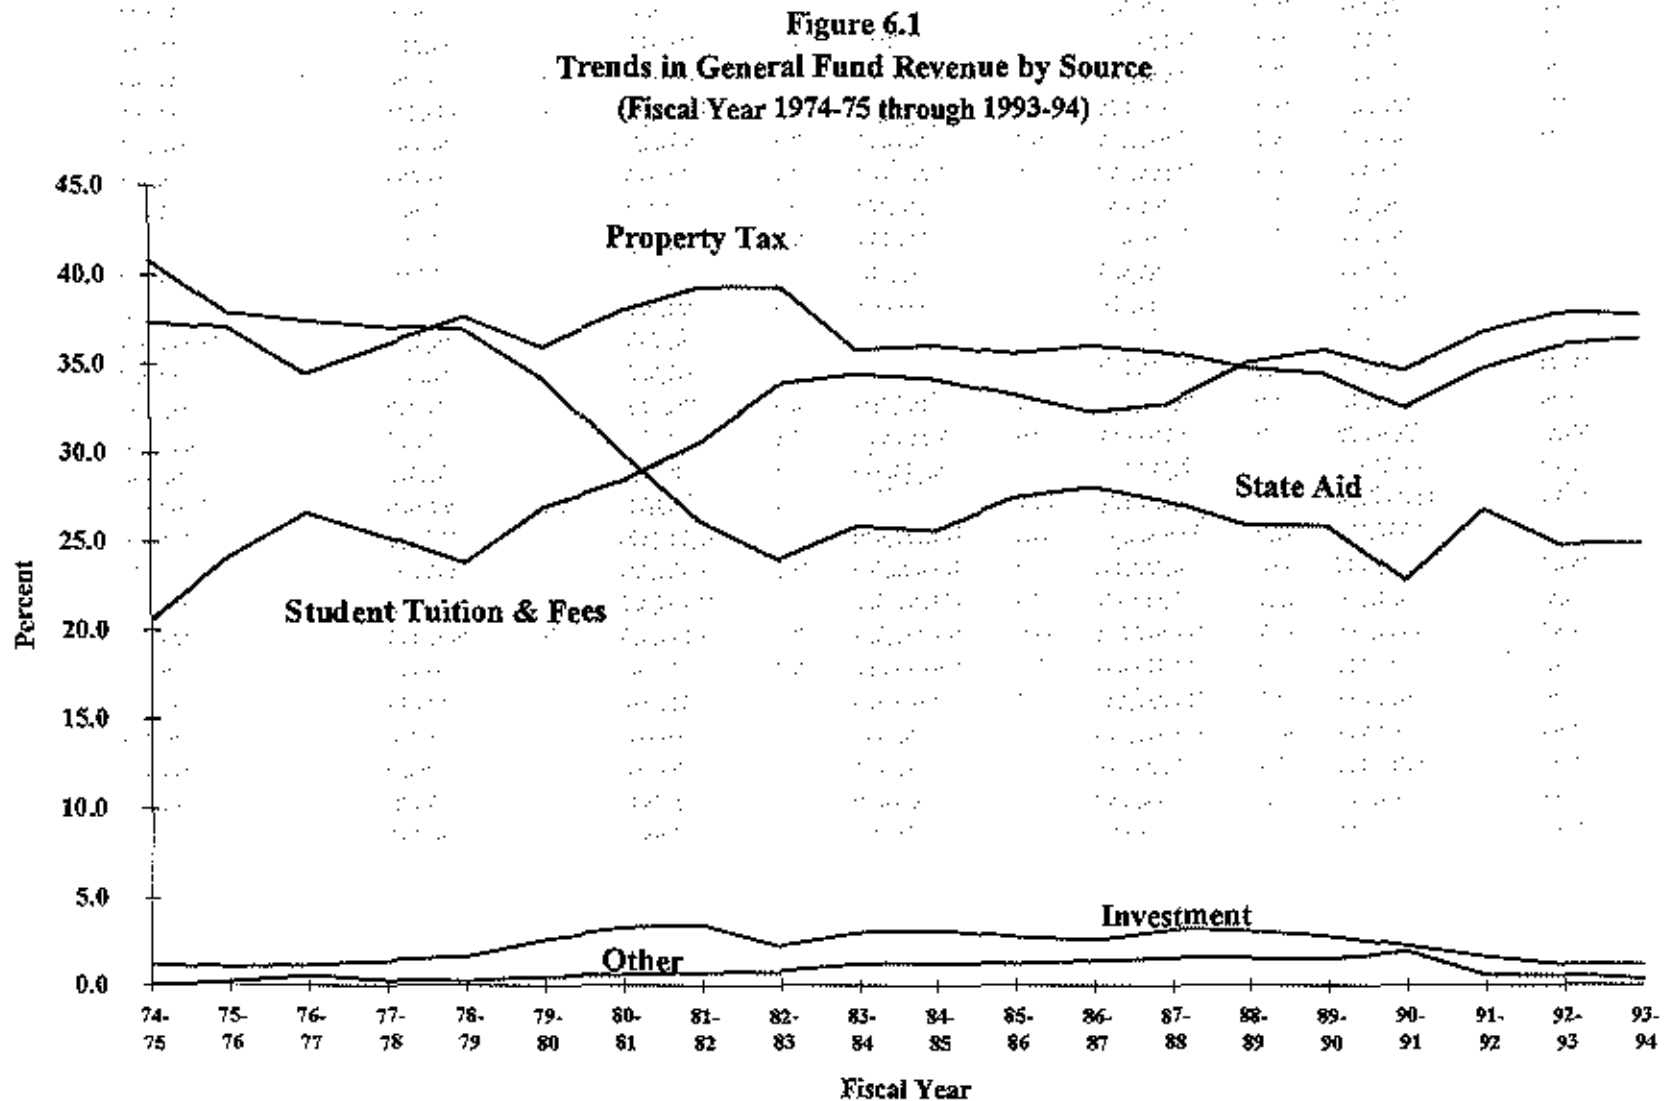 Figure 6.1
Trends in General Fund Revenue by Source
(Fiscal Year 1974-75 through 1993-94)
45.0
Property Tax
40.0
35.0
30.0
State Aid
25.0
Student Tuition & Fees
20.0
Percent
15.0
10.0
5.0
Investment
Other
0.0
74- 75- 76- 77- 78- 79- 80- 81- 82- 83- 84- 85- 86- 87- 88- 89- 90- 91- 92- 93-
75 76 77 78 79 80 81 82 83 84 85 86 87 88 89 90 91 92 93 94
Fiscal Year